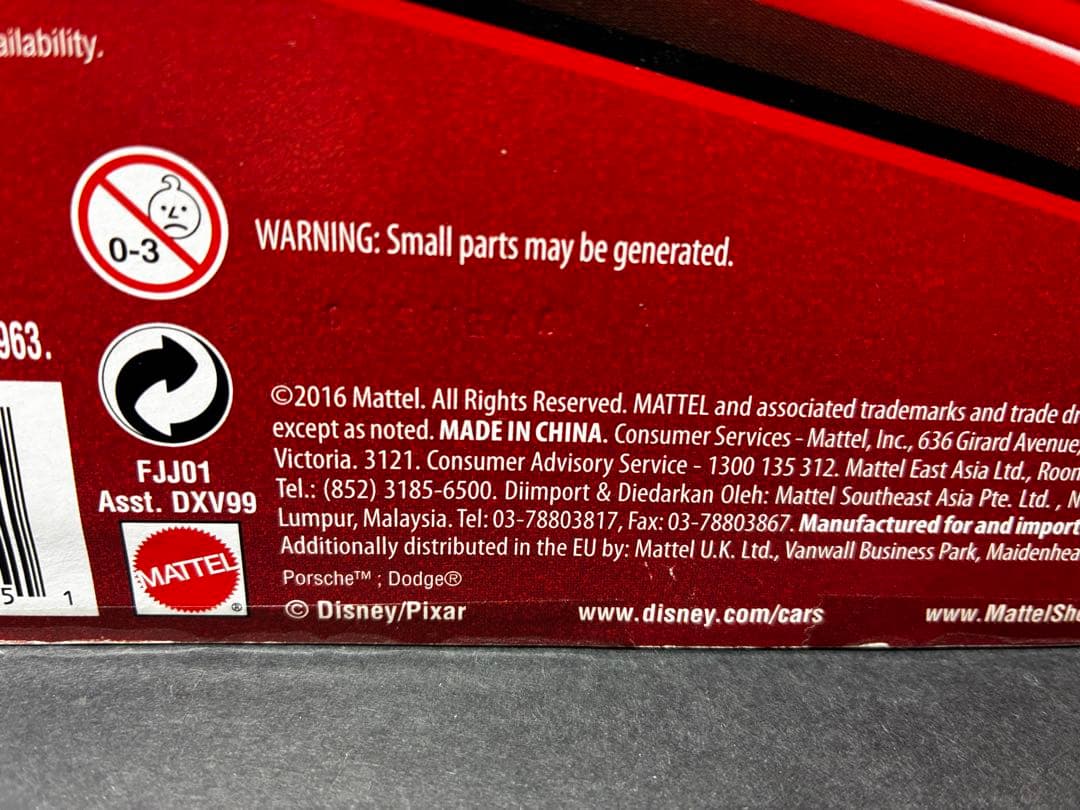 ailability.
0-3
WARNING: Small parts may be generated.
963.
©2016 Mattel. All Rights Reserved. MATTEL and associated trademarks and trade dr
except as noted. MADE IN CHINA. Consumer Services - Mattel, Inc., 636 Girard Avenue,
Victoria. 3121. Consumer Advisory Service - 1300 135 312. Mattel East Asia Ltd., Room
Tel.: (852) 3185-6500. Diimport & Diedarkan Oleh: Mattel Southeast Asia Pte. Ltd. , N
Lumpur, Malaysia. Tel: 03-78803817, Fax: 03-78803867. Manufactured for and import
Additionally distributed in the EU by: Mattel U.K. Ltd., Vanwall Business Park, Maidenhea
Porsche™ ; Dodge®
© Disney/Pixar www.disney.com/cars www.MattelSho
FJJ01
Asst. DXV99
MATTEL
®
5 1